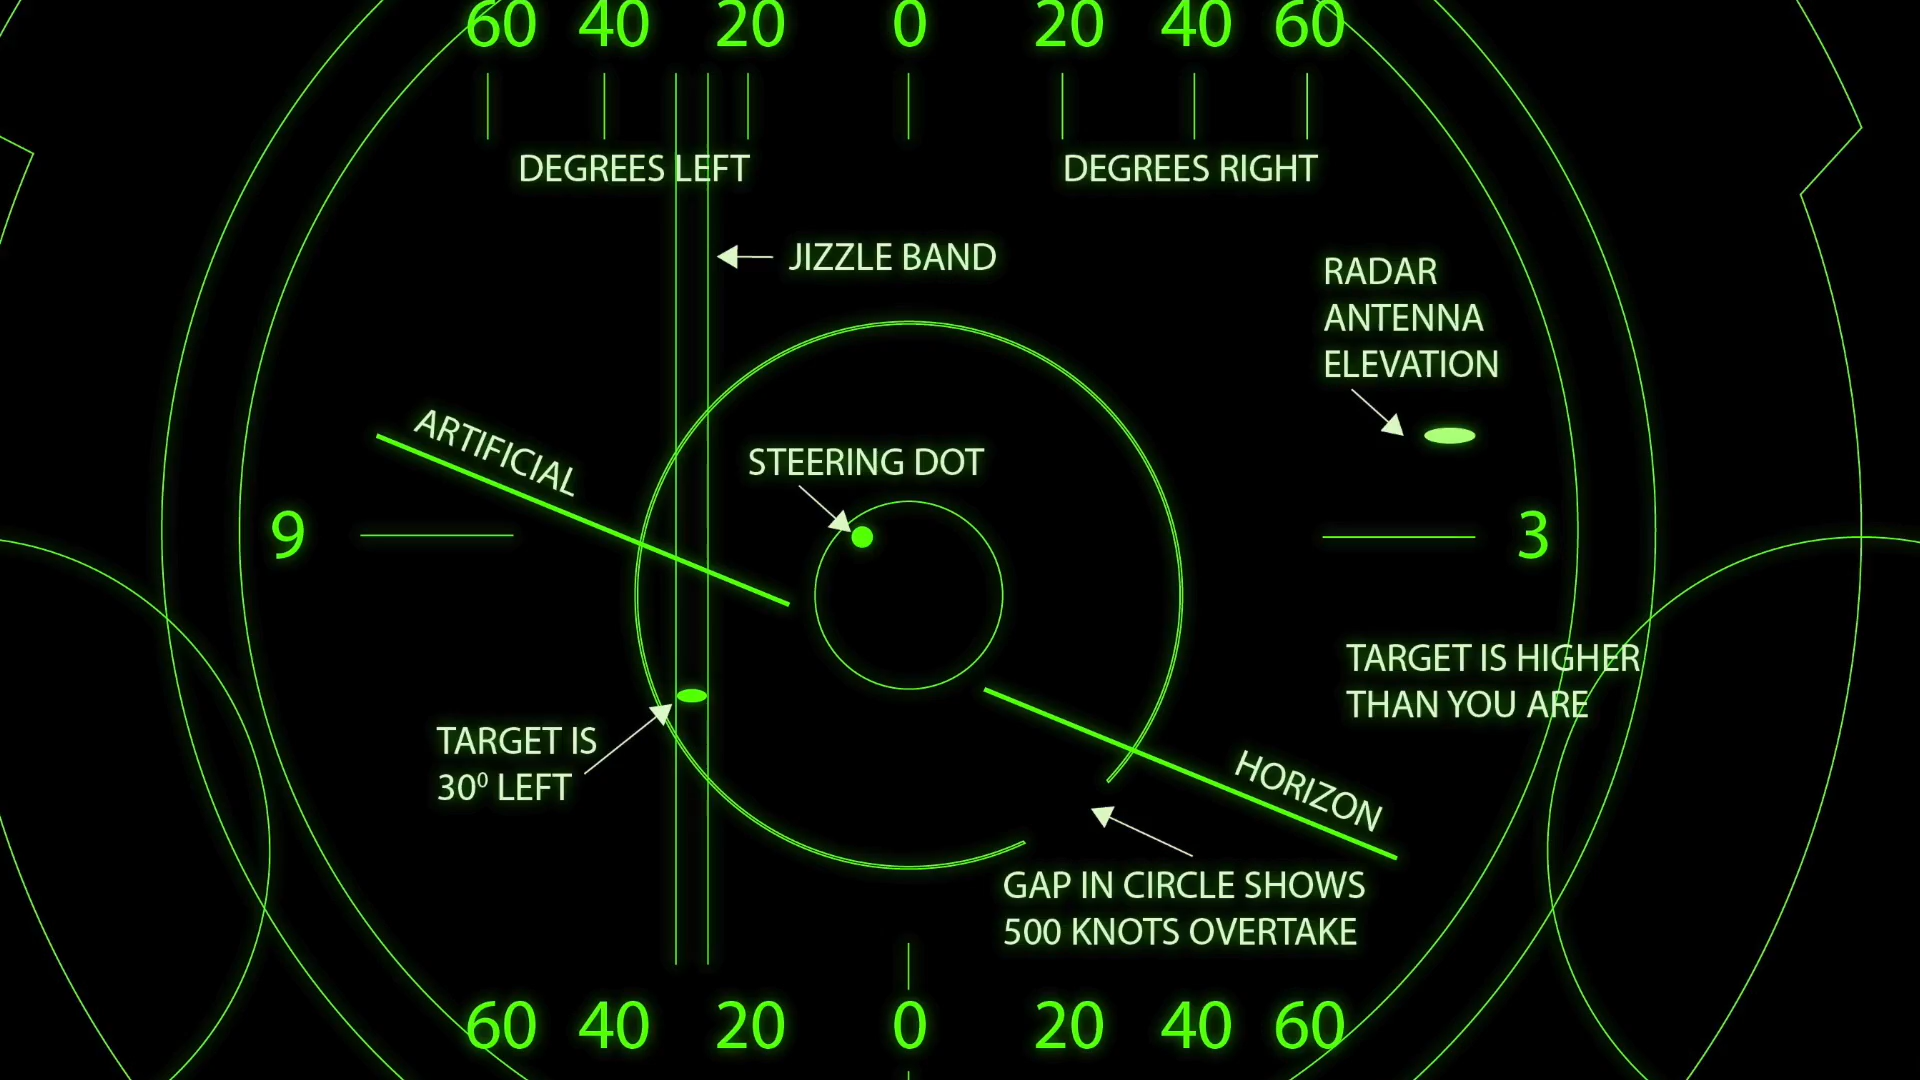 60 40 20 0 20 40 60
DEGREES LEFT
DEGREES RIGHT
JIZZLE BAND
RADAR
ANTENNA
ELEVATION
ARTIFICIAL
STEERING DOT
9
3
TARGET IS HIGHER
THAN YOU ARE
TARGET IS
30⁰ LEFT
HORIZON
GAP IN CIRCLE SHOWS
500 KNOTS OVERTAKE
60 40 20 0 20 40 60